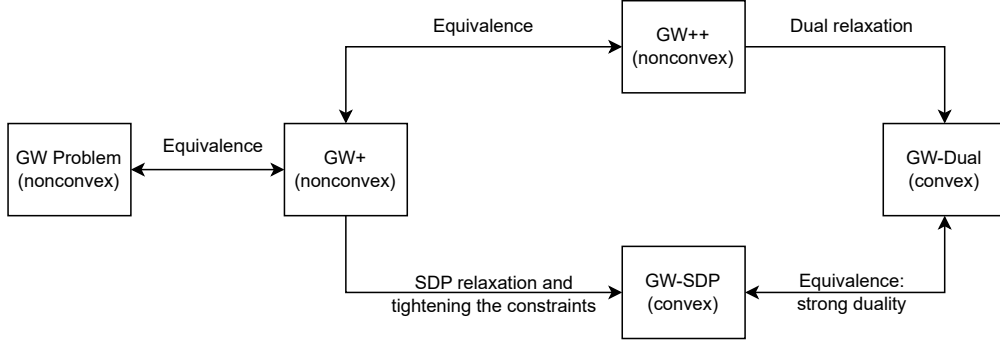 Equivalence
GW++
(nonconvex)
Dual relaxation
GW Problem
(nonconvex)
Equivalence
GW+
(nonconvex)
GW-Dual
(convex)
SDP relaxation and
tightening the constraints
GW-SDP
(convex)
Equivalence:
strong duality